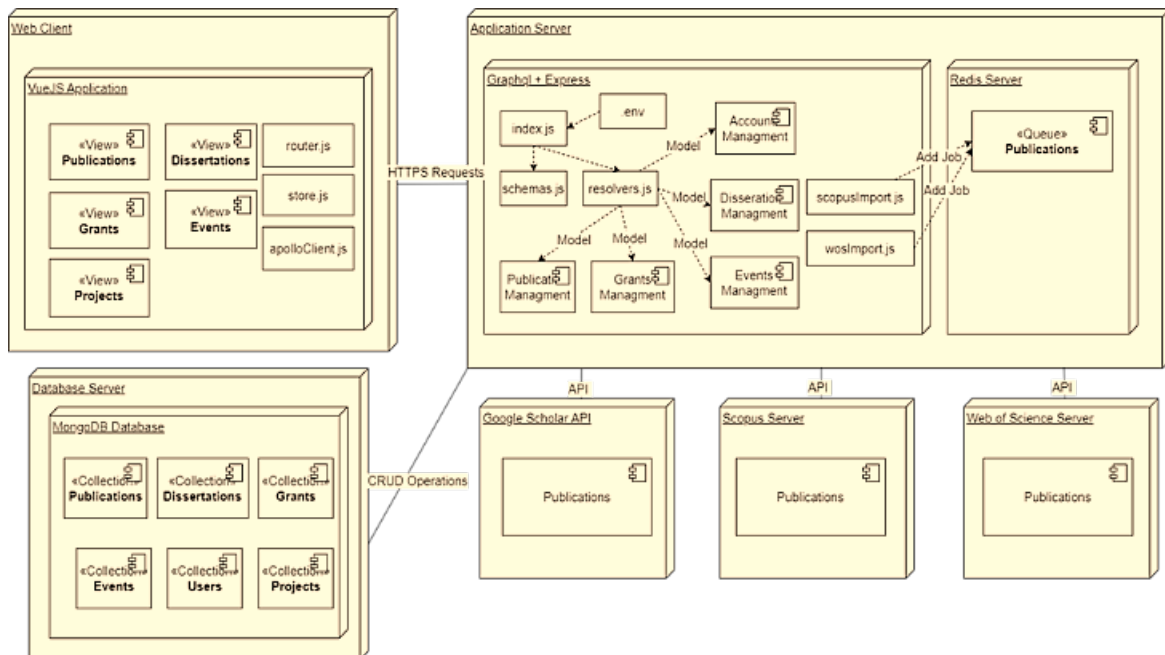 Web Client
VueJS Application
«View»
Publications
«View»
Dissertations
router.js
«View»
Grants
«View»
Events
store.js
apolloClient.js
«View»
Projects
HTTPS Requests
Application Server
Graphql + Express
index.js
.env
Account
Managment
Model
schemas.js
resolvers.js
Model
Disseration
Managment
Model
Model
Model
Publicati
Managment
Grants
Managment
Events
Managment
scopusImport.js
wosImport.js
Add Job
Add Job
Redis Server
«Queue»
Publications
Database Server
MongoDB Database
«Collection»
Publications
«Collection»
Dissertations
«Collection»
Grants
«Collection»
Events
«Collection»
Users
«Collection»
Projects
CRUD Operations
API
API
API
Google Scholar API
Publications
Scopus Server
Publications
Web of Science Server
Publications